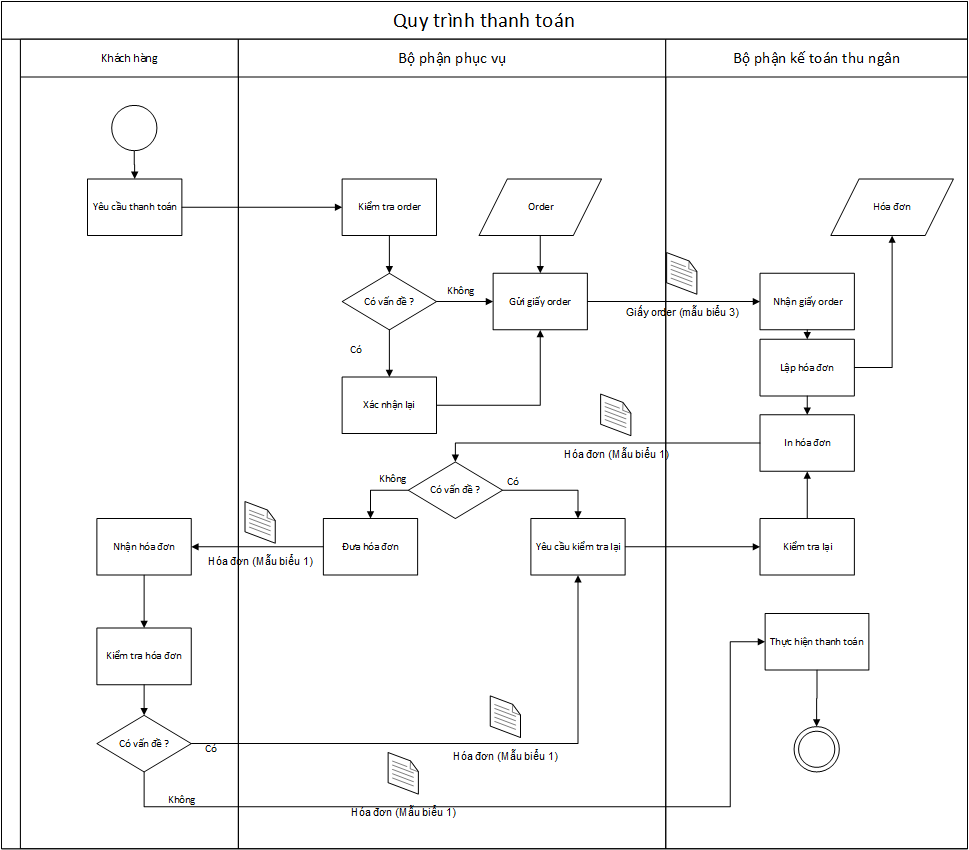 Quy trình thanh toán
Khách hàng
Bộ phận phục vụ
Bộ phận kế toán thu ngân
Yêu cầu thanh toán
Kiểm tra order
Order
Hóa đơn
Có vấn đề ?
Không
Gửi giấy order
Giấy order (mẫu biểu 3)
Nhận giấy order
Có
Lập hóa đơn
Xác nhận lại
In hóa đơn
Hóa đơn (Mẫu biểu 1)
Không
Có vấn đề ?
Có
Nhận hóa đơn
Hóa đơn (Mẫu biểu 1)
Đưa hóa đơn
Yêu cầu kiểm tra lại
Kiểm tra lại
Kiểm tra hóa đơn
Thực hiện thanh toán
Có vấn đề ?
Có
Hóa đơn (Mẫu biểu 1)
Không
Hóa đơn (Mẫu biểu 1)